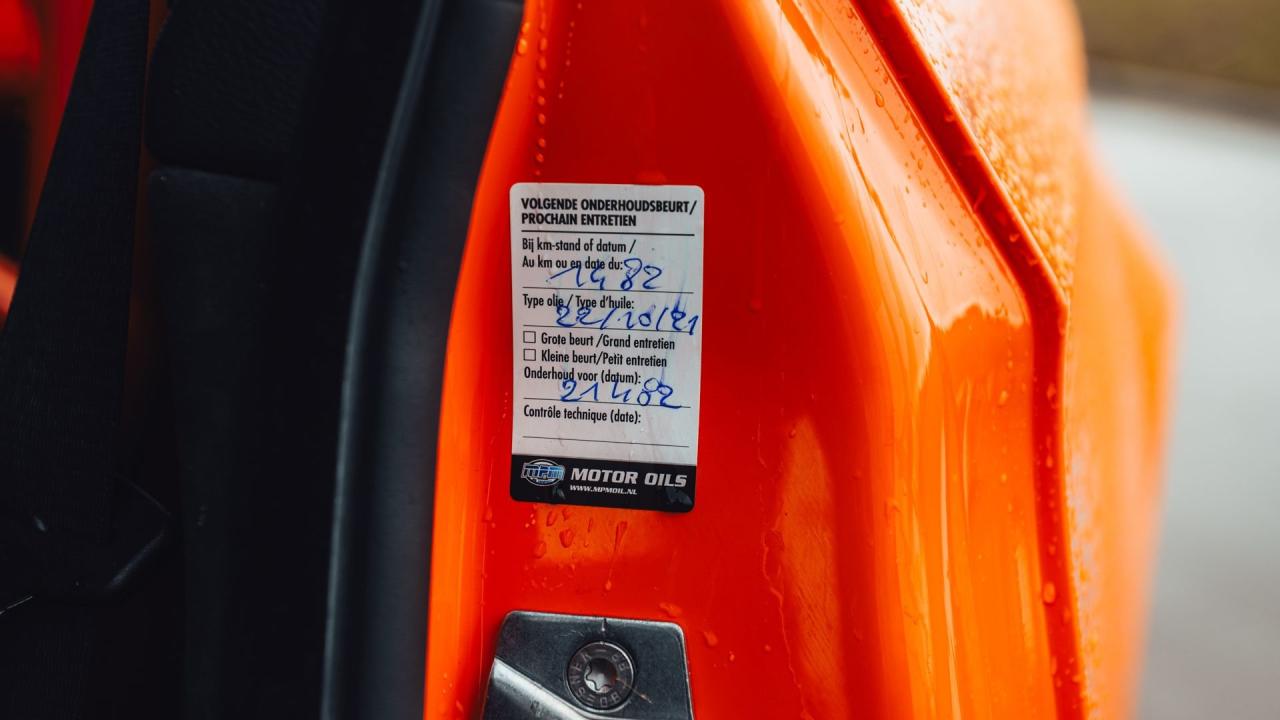 VOLGENDE ONDERHOUDSBEURT/
PROCHAIN ENTRETIEN
Bij km-stand of datum /
Au km ou en date du:
1482
Type olie / Type d'huile:
22/10/21
Grote beurt /Grand entretien
Kleine beurt/Petit entretien
Onderhoud voor (datum):
21482
Contrôle technique (date):
mpm MOTOR OILS
WWW.MPMOIL.NL